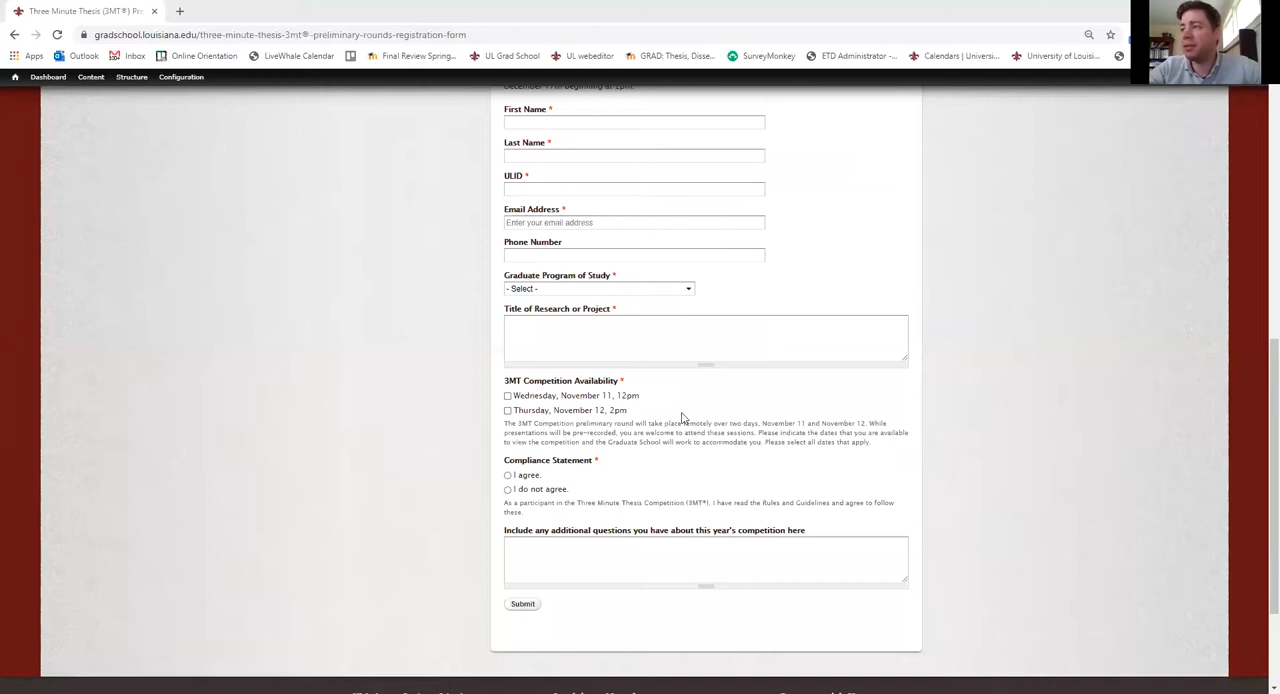 Three Minute Thesis (3MT®) Pre
gradschool.louisiana.edu/three-minute-thesis-3mt®-preliminary-rounds-registration-form
Apps Outlook Inbox Online Orientation LiveWhale Calendar Final Review Spring... UL Grad School UL webeditor GRAD: Thesis, Disse... SurveyMonkey ETD Administrator -... Calendars | Universi... University of Louisi...
Dashboard Content Structure Configuration
December 11th beginning at 2pm.
First Name *
Last Name *
ULID *
Email Address *
Enter your email address
Phone Number
Graduate Program of Study *
- Select -
Title of Research or Project *
3MT Competition Availability *
Wednesday, November 11, 12pm
Thursday, November 12, 2pm
The 3MT Competition preliminary round will take place remotely over two days, November 11 and November 12. While
presentations will be pre-recorded, you are welcome to attend these sessions. Please indicate the dates that you are available
to view the competition and the Graduate School will work to accommodate you. Please select all dates that apply.
Compliance Statement *
I agree.
I do not agree.
As a participant in the Three Minute Thesis Competition (3MT®), I have read the Rules and Guidelines and agree to follow
these.
Include any additional questions you have about this year's competition here
Submit